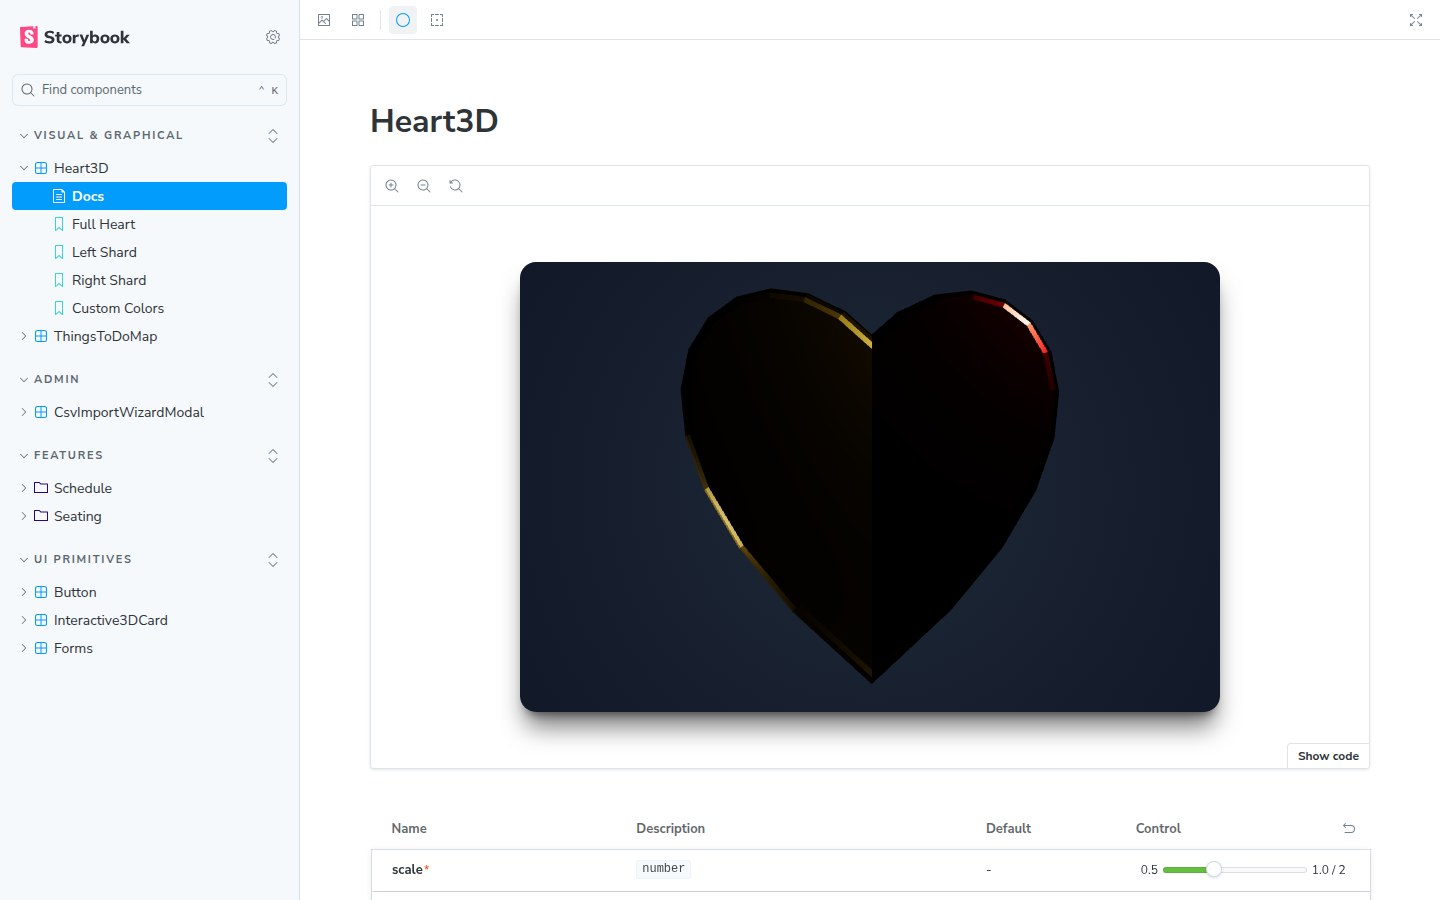 Storybook
Find components
^ K
VISUAL & GRAPHICAL
Heart3D
Docs
Full Heart
Left Shard
Right Shard
Custom Colors
ThingsToDoMap
ADMIN
CsvImportWizardModal
FEATURES
Schedule
Seating
UI PRIMITIVES
Button
Interactive3DCard
Forms
Heart3D
Show code
Name Description Default Control
scale* number - 0.5 1.0 / 2